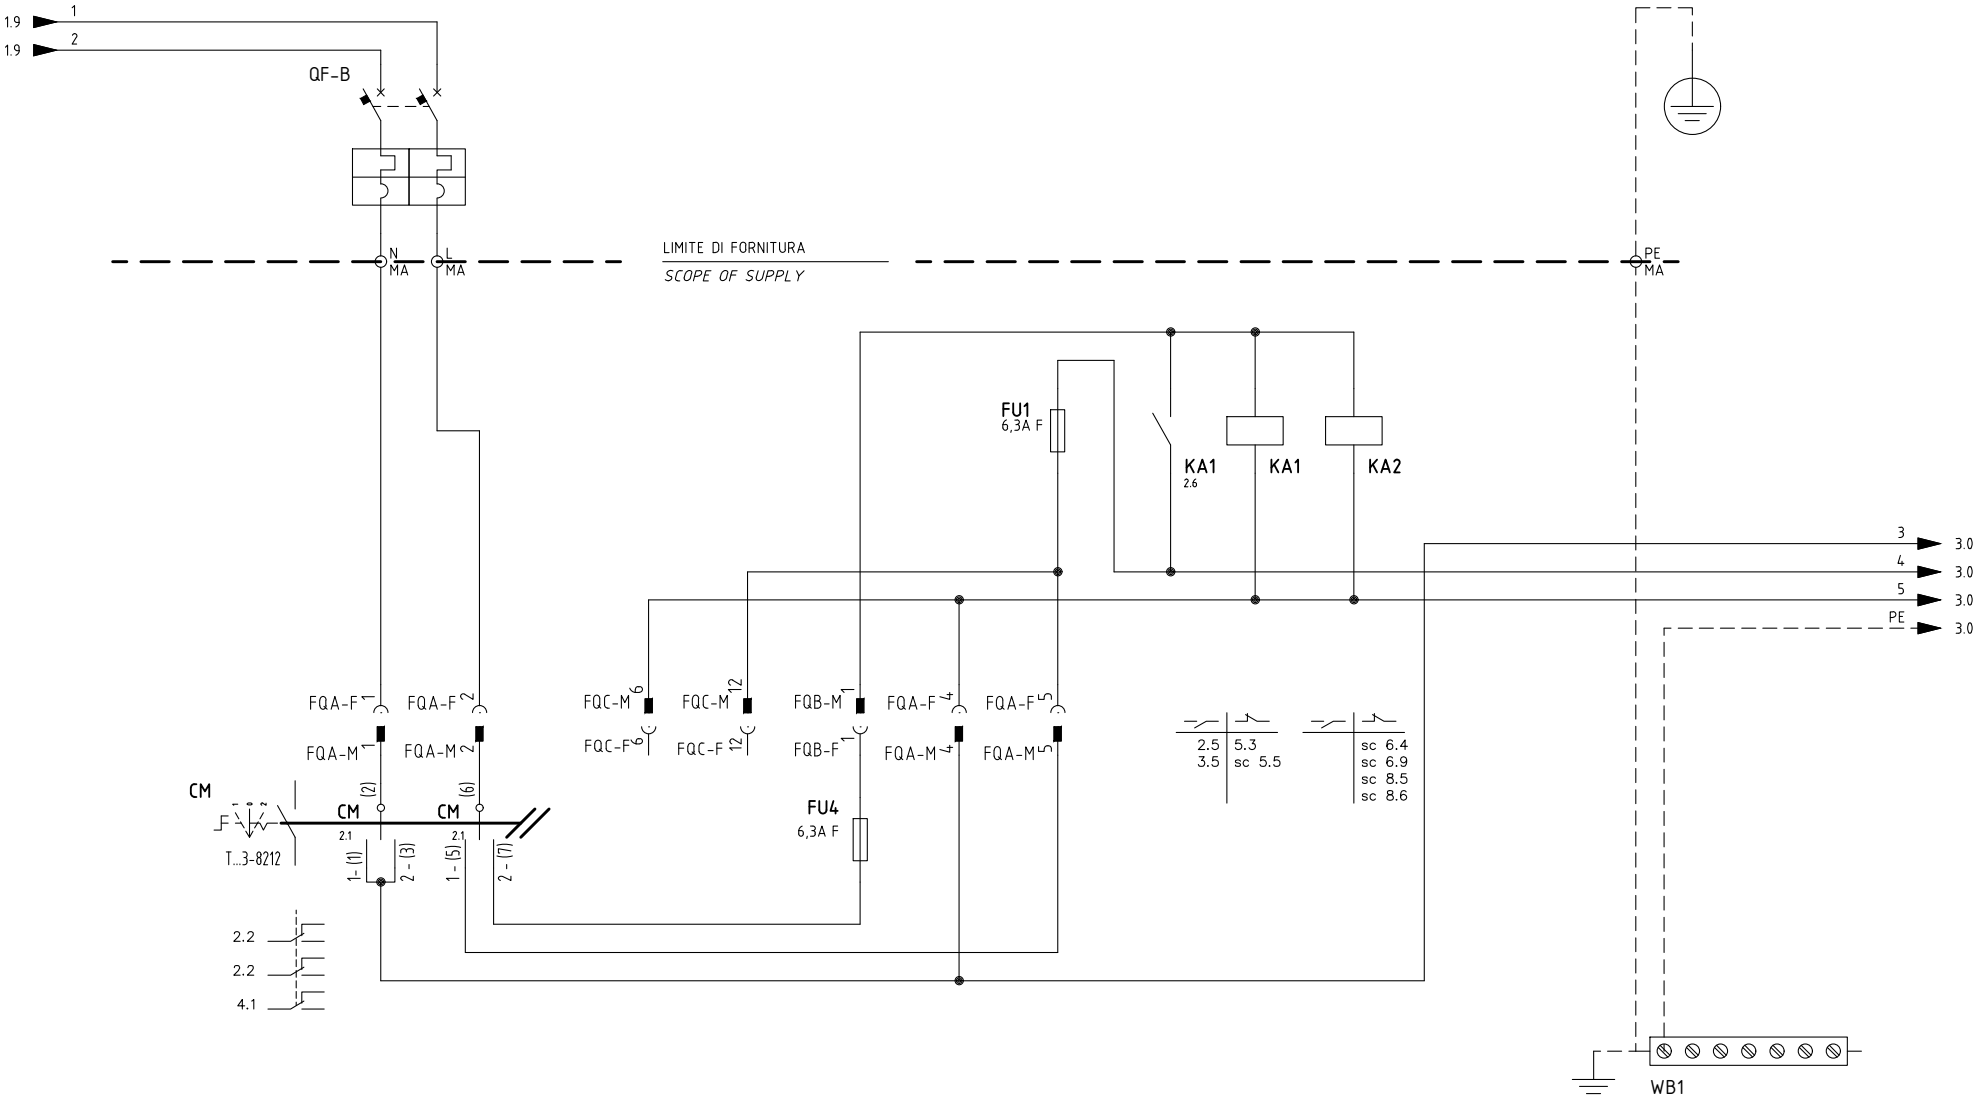 1.9 1
1.9 2
QF-B
N
MA
L
MA
LIMITE DI FORNITURA
SCOPE OF SUPPLY
PE
MA
FU1
6,3A F
KA1
2.6
KA1
KA2
3 3.0
4 3.0
5 3.0
PE 3.0
FQA-F 1
FQA-M 1
FQA-F 2
FQA-M 2
FQC-M 6
FQC-F 6
FQC-M 12
FQC-F 12
FQB-M 1
FQB-F 1
FQA-F 4
FQA-M 4
FQA-F 5
FQA-M 5
2.5 5.3
3.5 sc 5.5
sc 6.4
sc 6.9
sc 8.5
sc 8.6
CM
1 0 2
T...3-8212
(2)
CM
2.1
1- (1)
2 - (3)
(6)
CM
2.1
1 - (5)
2 - (7)
FU4
6,3A F
2.2
2.2
4.1
WB1